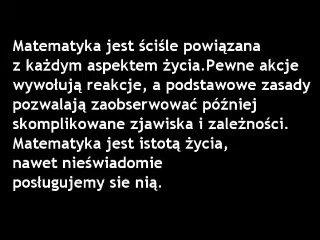 Matematyka jest ściśle powiązana
z każdym aspektem życia.Pewne akcje
wywołują reakcje, a podstawowe zasady
pozwalają zaobserwować później
skomplikowane zjawiska i zależności.
Matematyka jest istotą życia,
nawet nieświadomie
posługujemy sie nią.